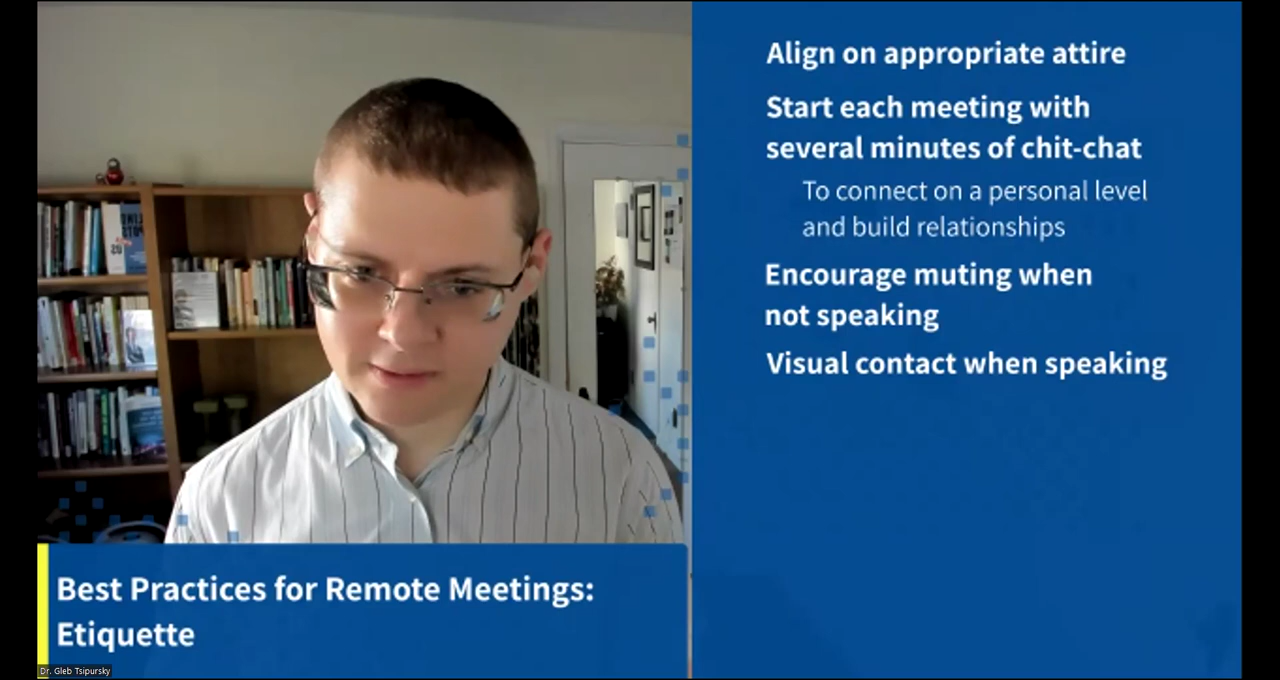 Align on appropriate attire
Start each meeting with
several minutes of chit-chat
To connect on a personal level
and build relationships
Encourage muting when
not speaking
Visual contact when speaking
Best Practices for Remote Meetings:
Etiquette
Dr. Gleb Tsipursky